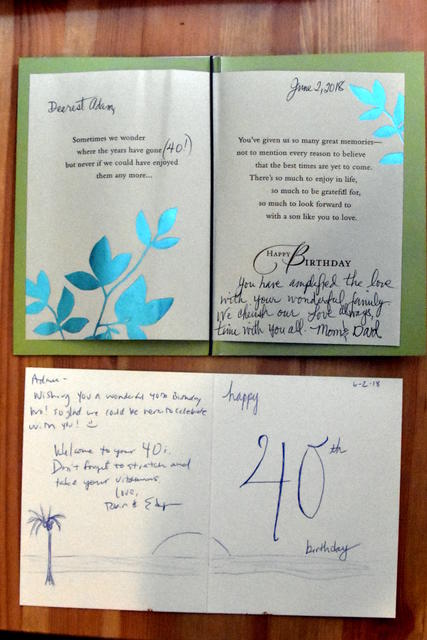 Dearest Adam,
Sometimes we wonder
where the years have gone (40!)
but never if we could have enjoyed
them any more...
June 2, 2018
You've given us so many great memories—
not to mention every reason to believe
that the best times are yet to come.
There's so much to enjoy in life,
so much to be grateful for,
so much to look forward to
with a son like you to love.
HAPPY BIRTHDAY
You have amplified the love
with your wonderful family.
We cherish our
time with you all. Love always,
Mom & Dad
Adam-
Wishing you a wonderful 40th Birthday
bro! So glad we could be here to celebrate
with you!
Welcome to your 40s.
Don't forget to stretch and
take your vitamins.
Love,
6-2-18
happy
40th
birthday